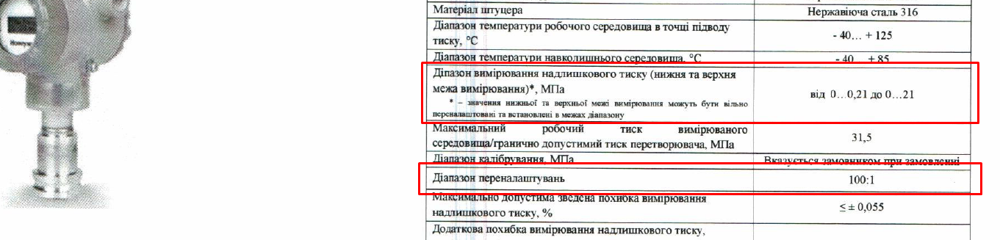 Матеріал штуцера
Нержавіюча сталь 316
Діапазон температури робочого середовища в точці підводу
тиску, °С
- 40… + 125
Діапазон температури навколишнього середовища, °С
- 40… + 85
Діпазон вимірювання надлишкового тиску (нижня та верхня
межа вимірювання)*, МПа
* – значення нижньої та верхньої межі вимірювання можуть бути вільно
переналаштовані та встановлені в межах діапазону
від 0…0,21 до 0…21
Максимальний робочий тиск вимірюваного
середовища/гранично допустимий тиск перетворювача, МПа
31,5
Діапазон калібрування, МПа
Вказується замовником при замовленні
Діапазон переналаштувань
100:1
Максимально допустима зведена похибка вимірювання
надлишкового тиску, %
≤ ± 0,055
Додаткова похибка вимірювання надлишкового тиску,